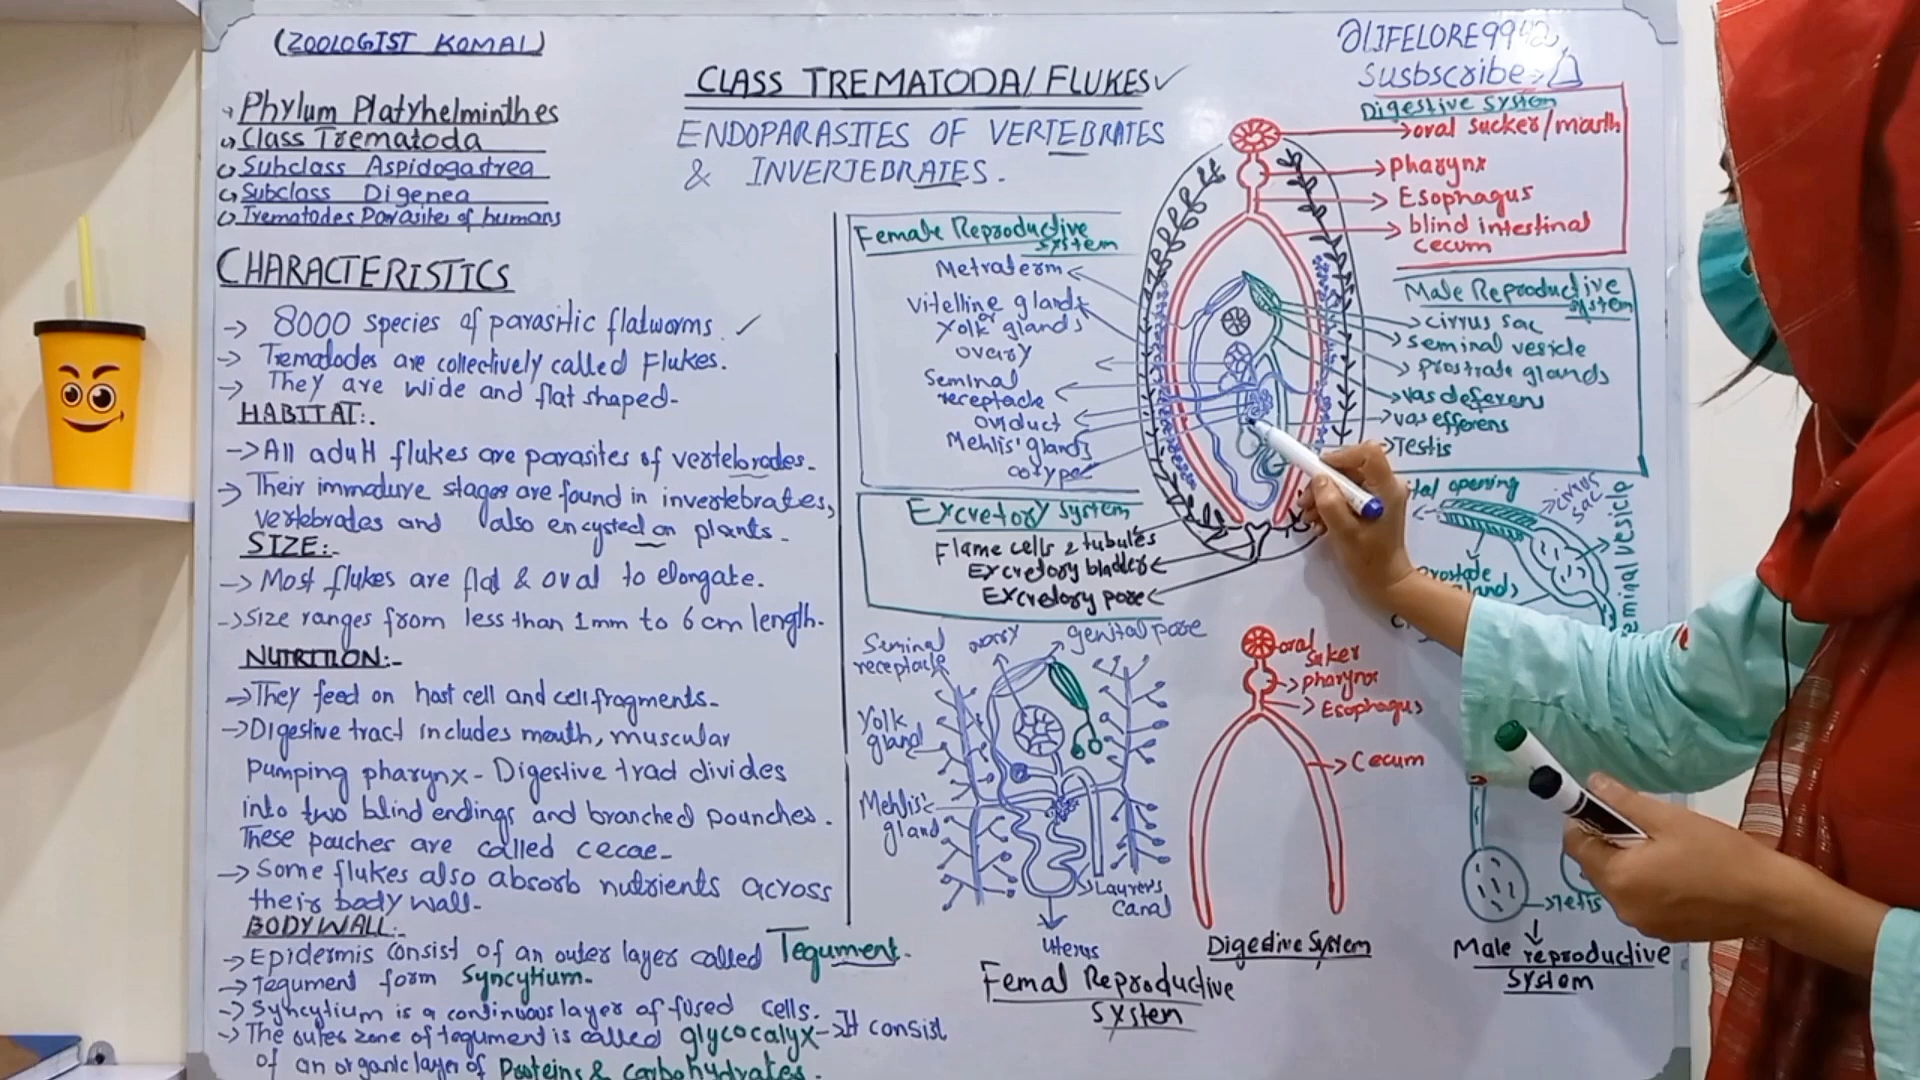 (ZOOLOGIST KOMAL)
Phylum Platyhelminthes
Class Trematoda
Subclass Aspidogastrea
Subclass Digenea
Trematodes Parasites of humans
CHARACTERISTICS
→ 8000 species of parasitic flatworms. ✓
→ Trematodes are collectively called Flukes.
→ They are wide and flat shaped-
HABITAT:.
→ All adult flukes are parasites of vertebrates.
→ Their immature stages are found in invertebrates,
vertebrates and also encysted on plants.
SIZE:-
→ Most flukes are flat & oval to elongate.
→ Size ranges from less than 1mm to 6 cm length.
NUTRITION:-
→ They feed on host cell and cell fragments-
→ Digestive tract includes mouth, muscular
pumping pharynx - Digestive tract divides
into two blind endings and branched pounches.
These pouches are called cecae-
→ Some flukes also absorb nutrients across
their body wall-
BODY WALL:-
→ Epidermis consist of an outer layer called Tegument.
→ Tegument form Syncytium-
→ Syncytium is a continuous layer of fused cells.
→ The outer zone of tegument is called glycocalyx→It consist
of an organic layer of Proteins & carbohydrates.
CLASS TREMATODA/FLUKES ✓
ENDOPARASITES OF VERTEBRATES
& INVERTEBRATES.
Female Reproductive
system
Metraterm
Vitelline glands
or
Yolk glands
ovary
Seminal
receptacle
oviduct
Mehlis' glands
ootype
Excretory system
Flame cells & tubules
Excretory bladder
Excretory pore
@LIFELORE9942
Susbscribe
Digestive System
oral sucker/mouth
pharynx
Esophagus
blind intestinal
cecum
Male Reproductive
system
cirrus sac
seminal vesicle
prostrate glands
vas deferens
vas efferens
Testis
opening
cirrus
sac
vesicle
Seminal
receptacle
ovary
genital pore
Yolk
gland
Mehlis'
gland
Laurer's
Canal
Uterus
Femal Reproductive
System
oral
suker
pharynx
Esophagus
Cecum
Digestive System
Male reproductive
System